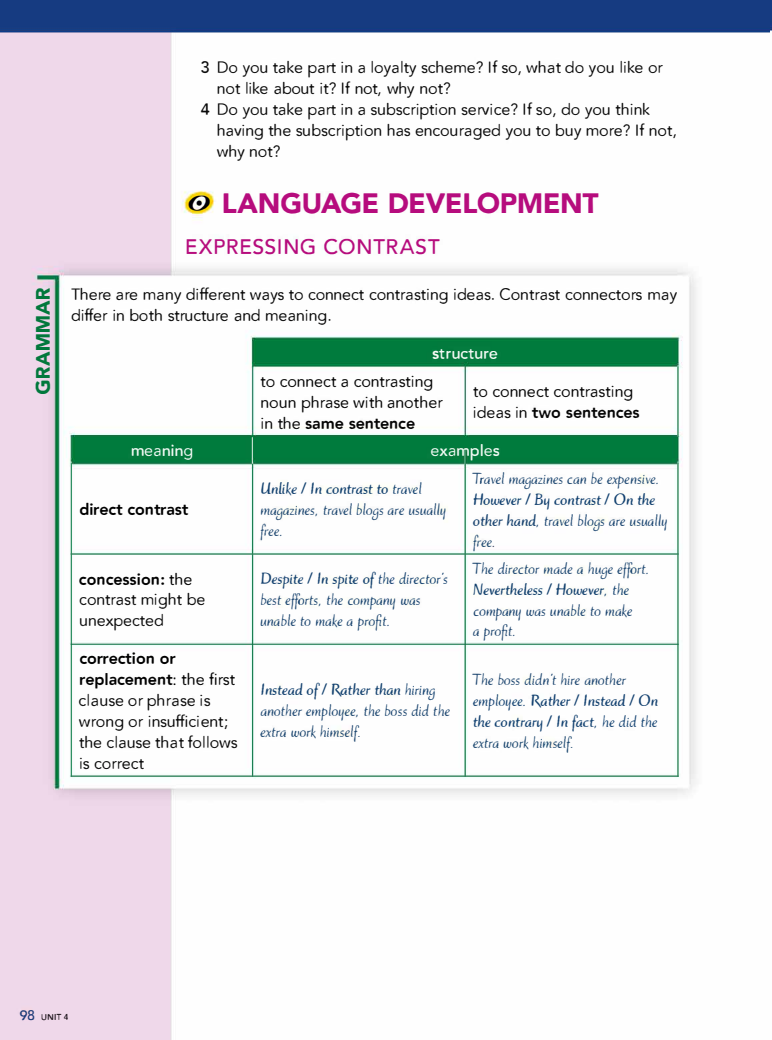 3 Do you take part in a loyalty scheme? If so, what do you like or
not like about it? If not, why not?
4 Do you take part in a subscription service? If so, do you think
having the subscription has encouraged you to buy more? If not,
why not?
LANGUAGE DEVELOPMENT
EXPRESSING CONTRAST
GRAMMAR
There are many different ways to connect contrasting ideas. Contrast connectors may
differ in both structure and meaning.
structure
to connect a contrasting
noun phrase with another
in the same sentence
to connect contrasting
ideas in two sentences
meaning
examples
direct contrast
Unlike / In contrast to travel
magazines, travel blogs are usually
free.
Travel magazines can be expensive.
However / By contrast / On the
other hand, travel blogs are usually
free.
concession: the
contrast might be
unexpected
Despite / In spite of the director's
best efforts, the company was
unable to make a profit.
The director made a huge effort.
Nevertheless / However, the
company was unable to make
a profit.
correction or
replacement: the first
clause or phrase is
wrong or insufficient;
the clause that follows
is correct
Instead of / Rather than hiring
another employee, the boss did the
extra work himself.
The boss didn't hire another
employee. Rather / Instead / On
the contrary / In fact, he did the
extra work himself.
98 UNIT 4